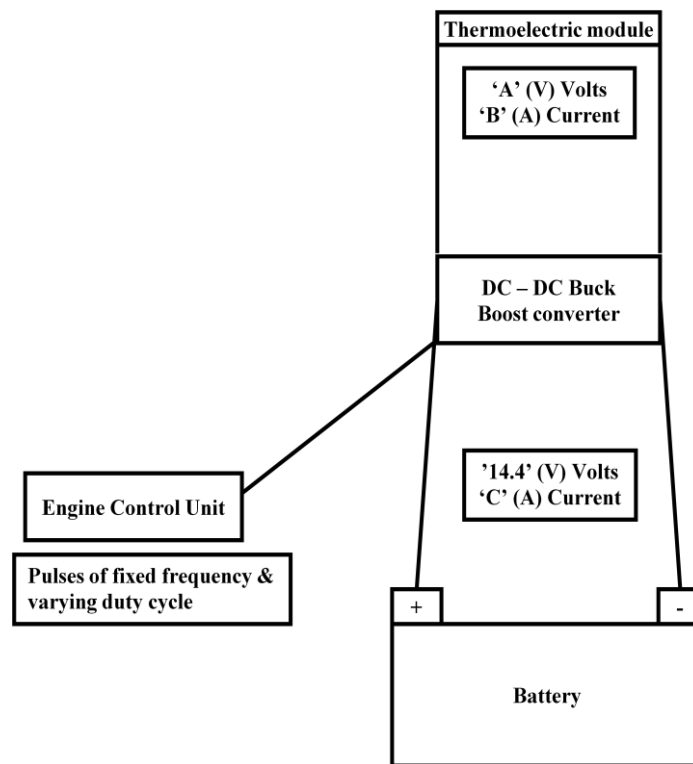 Thermoelectric module
‘A’ (V) Volts
‘B’ (A) Current
DC – DC Buck
Boost converter
’14.4’ (V) Volts
‘C’ (A) Current
Engine Control Unit
Pulses of fixed frequency &
varying duty cycle
+
-
Battery